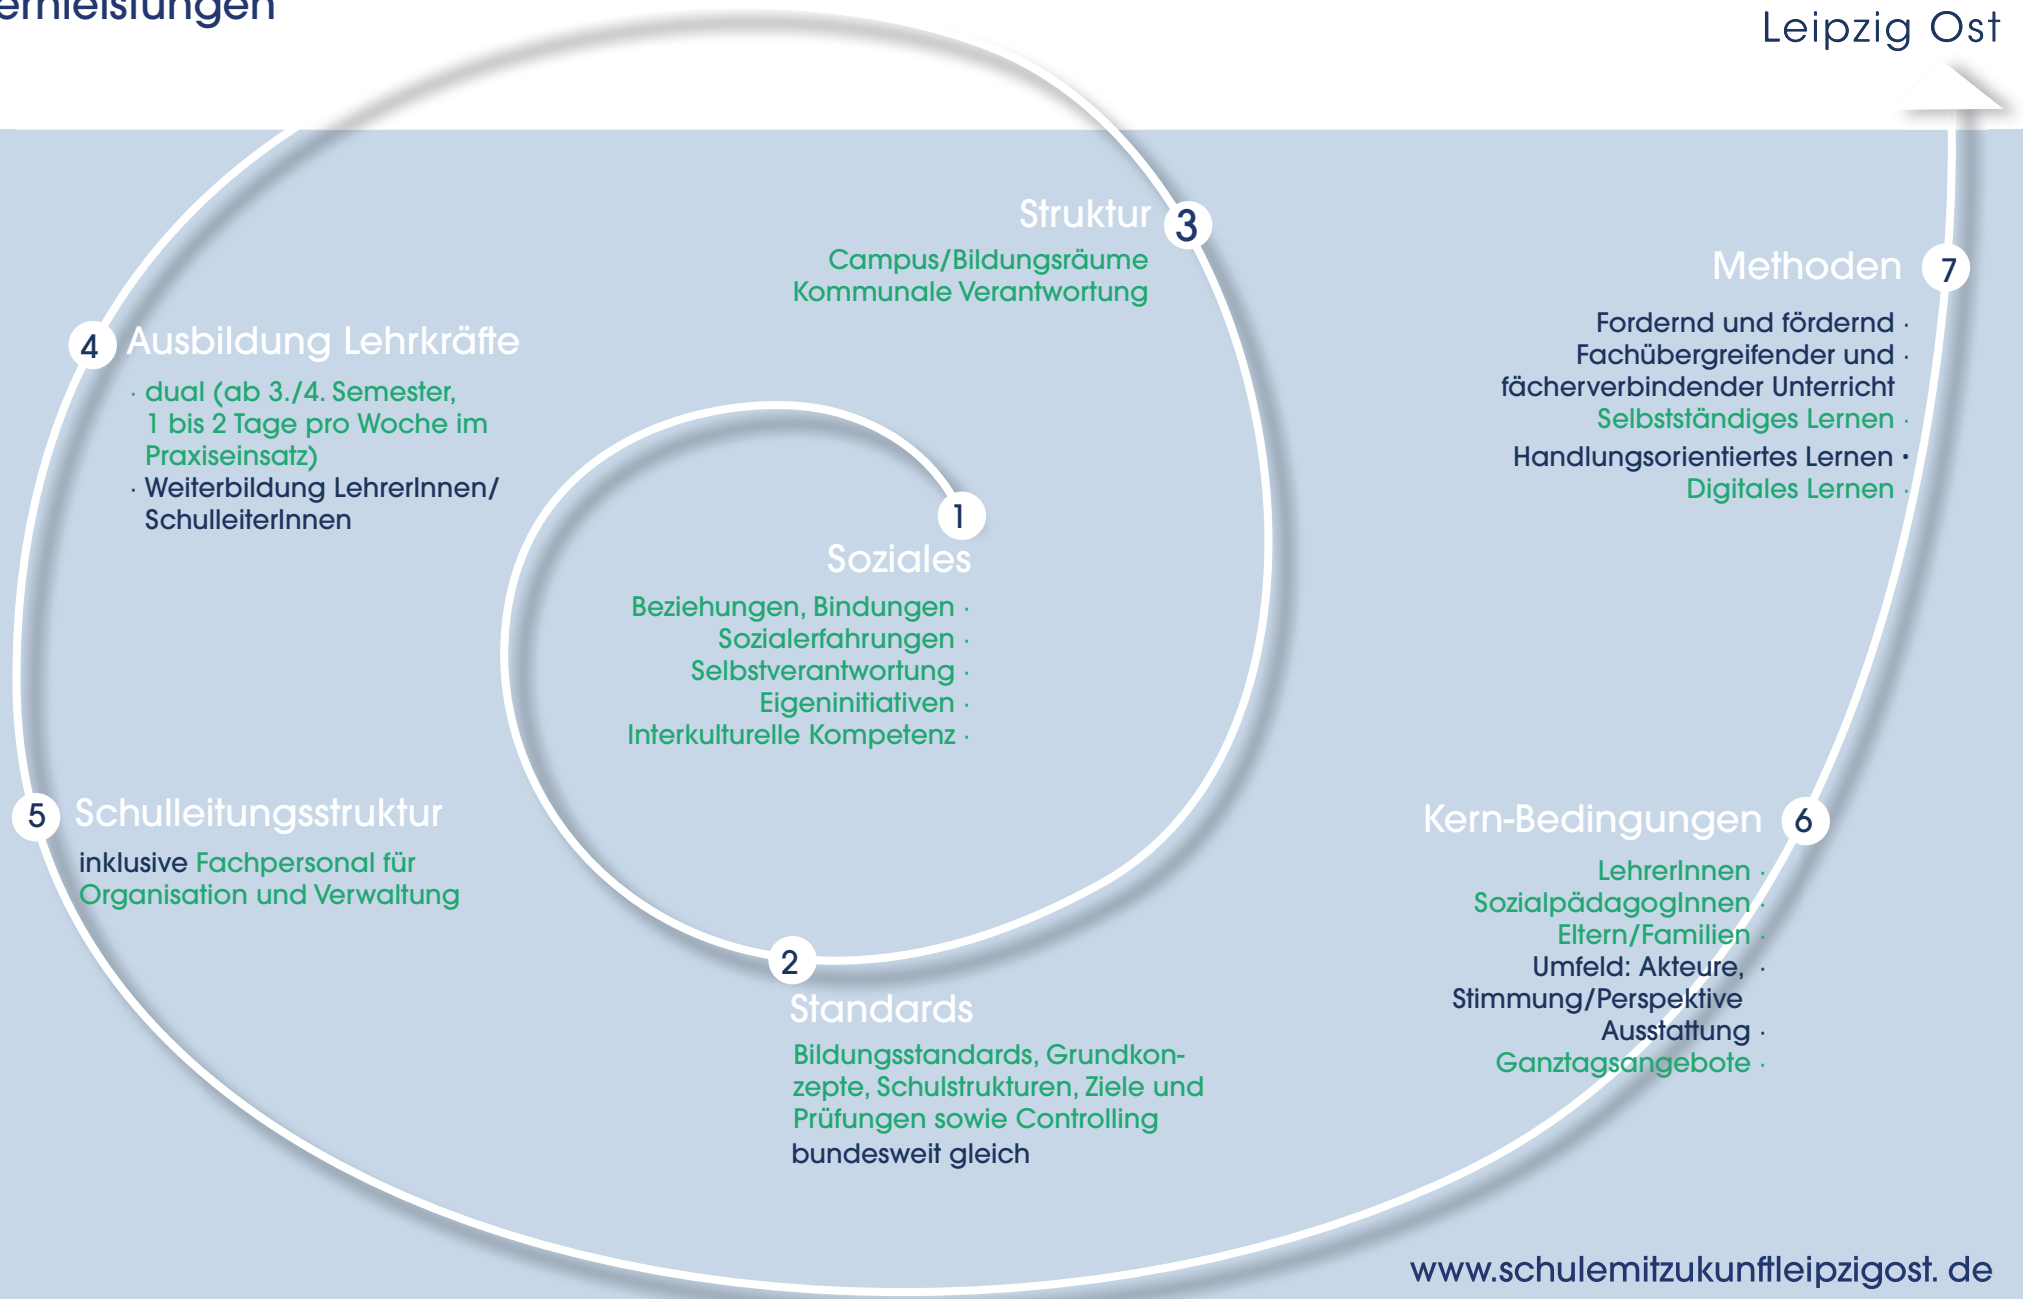 ernleistungen
Leipzig Ost
Struktur 3
Campus/Bildungsräume
Kommunale Verantwortung
Methoden 7
Fordernd und fördernd ·
Fachübergreifender und ·
fächerverbindender Unterricht
Selbstständiges Lernen ·
Handlungsorientiertes Lernen ·
Digitales Lernen ·
4 Ausbildung Lehrkräfte
· dual (ab 3./4. Semester,
1 bis 2 Tage pro Woche im
Praxiseinsatz)
· Weiterbildung LehrerInnen/
SchulleiterInnen
1
Soziales
Beziehungen, Bindungen ·
Sozialerfahrungen ·
Selbstverantwortung ·
Eigeninitiativen ·
Interkulturelle Kompetenz ·
5 Schulleitungsstruktur
inklusive Fachpersonal für
Organisation und Verwaltung
2
Standards
Bildungsstandards, Grundkon-
zepte, Schulstrukturen, Ziele und
Prüfungen sowie Controlling
bundesweit gleich
Kern-Bedingungen 6
LehrerInnen ·
SozialpädagogInnen ·
Eltern/Familien ·
Umfeld: Akteure, ·
Stimmung/Perspektive
Ausstattung ·
Ganztagsangebote ·
www.schulemitzukunftleipzigost. de